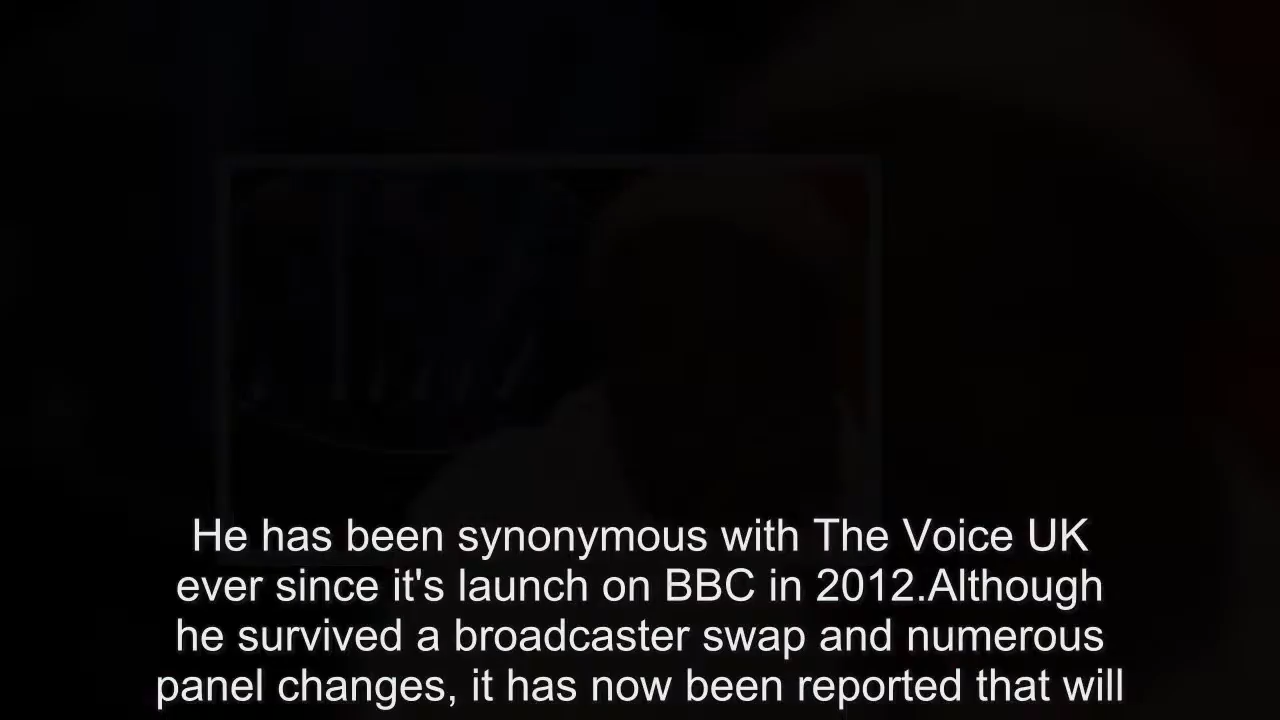 He has been synonymous with The Voice UK
ever since it's launch on BBC in 2012.Although
he survived a broadcaster swap and numerous
panel changes, it has now been reported that will